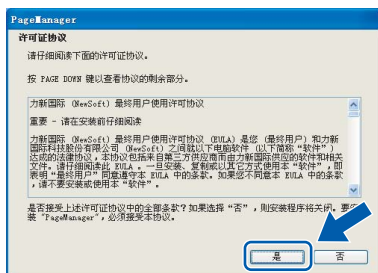 PageManager
许可证协议
请仔细阅读下面的许可证协议。
按 PAGE DOWN 键以查看协议的剩余部分。
力新国际 (NewSoft) 最终用户使用许可协议
重要 - 请在安装前仔细阅读
力新国际 (NewSoft) 最终用户使用许可协议 (EULA) 是您 (最终用户) 和力新
国际科技股份有限公司 (NewSoft) 之间就以下电脑软件 (以下简称“软件”)
达成的法律协议，本协议包括来自第三方供应商而由力新国际供应的软件和相关
文件。请仔细阅读此 EULA 。一旦安装、复制或以其它方式使用本“软件”，即
表明“最终用户”同意遵守本 EULA 中的条款。如果您不同意本 EULA 中的条款
，请不要安装或使用本“软件”。
是否接受上述许可证协议中的全部条款？如果选择“否”，则安装程序将关闭。要安
装 "PageManager"，必须接受本协议。
是
否